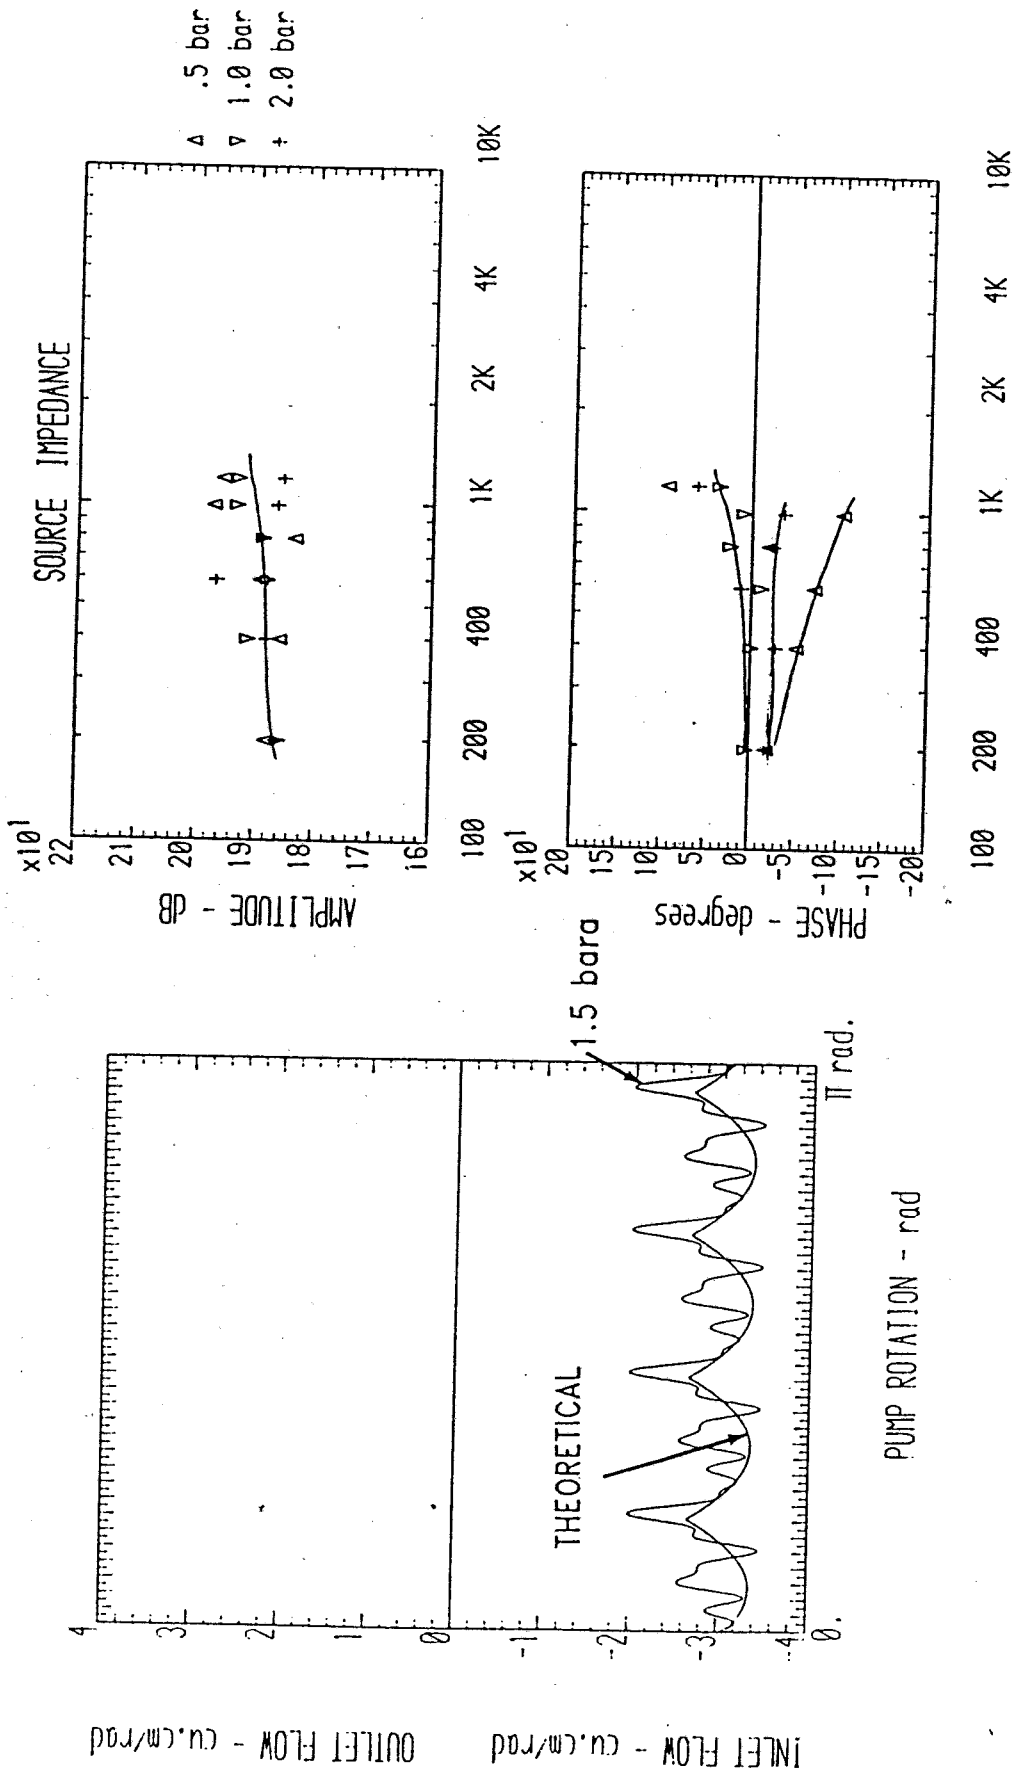 SOURCE IMPEDANCE
△ .5 bar
▽ 1.0 bar
+ 2.0 bar
x10¹
22
21
20
19
18
17
16
AMPLITUDE - dB
100
200
400
1K
2K
4K
10K
x10¹
20
15
10
5
0
-5
-10
-15
-20
PHASE - degrees
100
200
400
1K
2K
4K
10K
OUTLET FLOW - cu.cm/rad
INLET FLOW - cu.cm/rad
4
3
2
1
0
-1
-2
-3
-4
0.
Π rad.
THEORETICAL
1.5 bara
PUMP ROTATION - rad